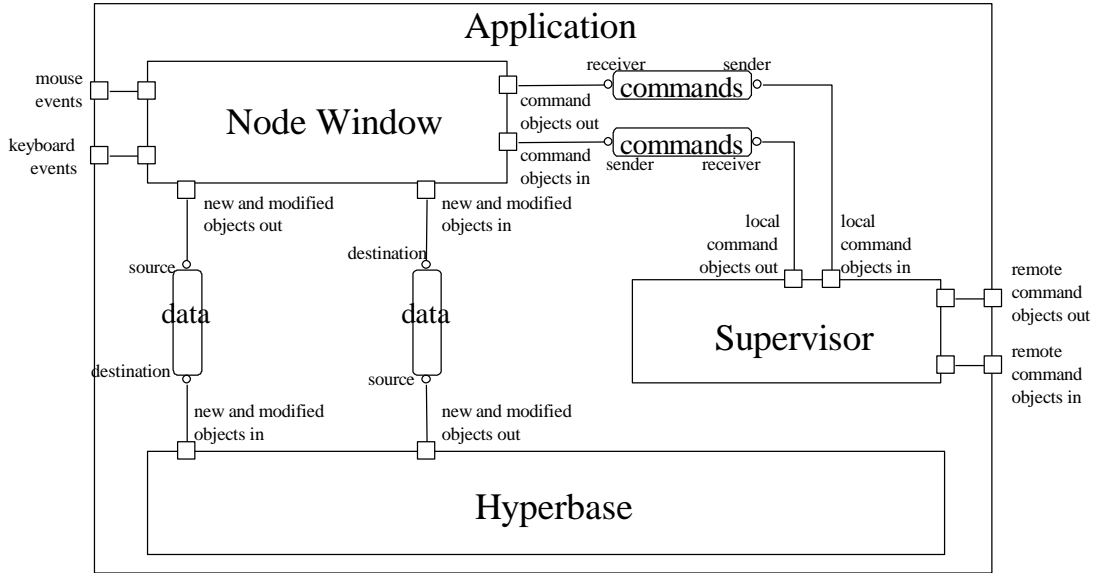 Application
mouse
events
receiver
sender
commands
Node Window
command
objects out
keyboard
events
commands
command
objects in
sender
receiver
new and modified
objects out
new and modified
objects in
local
command
objects out
local
command
objects in
source
destination
data
data
remote
command
objects out
Supervisor
destination
source
remote
command
objects in
new and modified
objects in
new and modified
objects out
Hyperbase